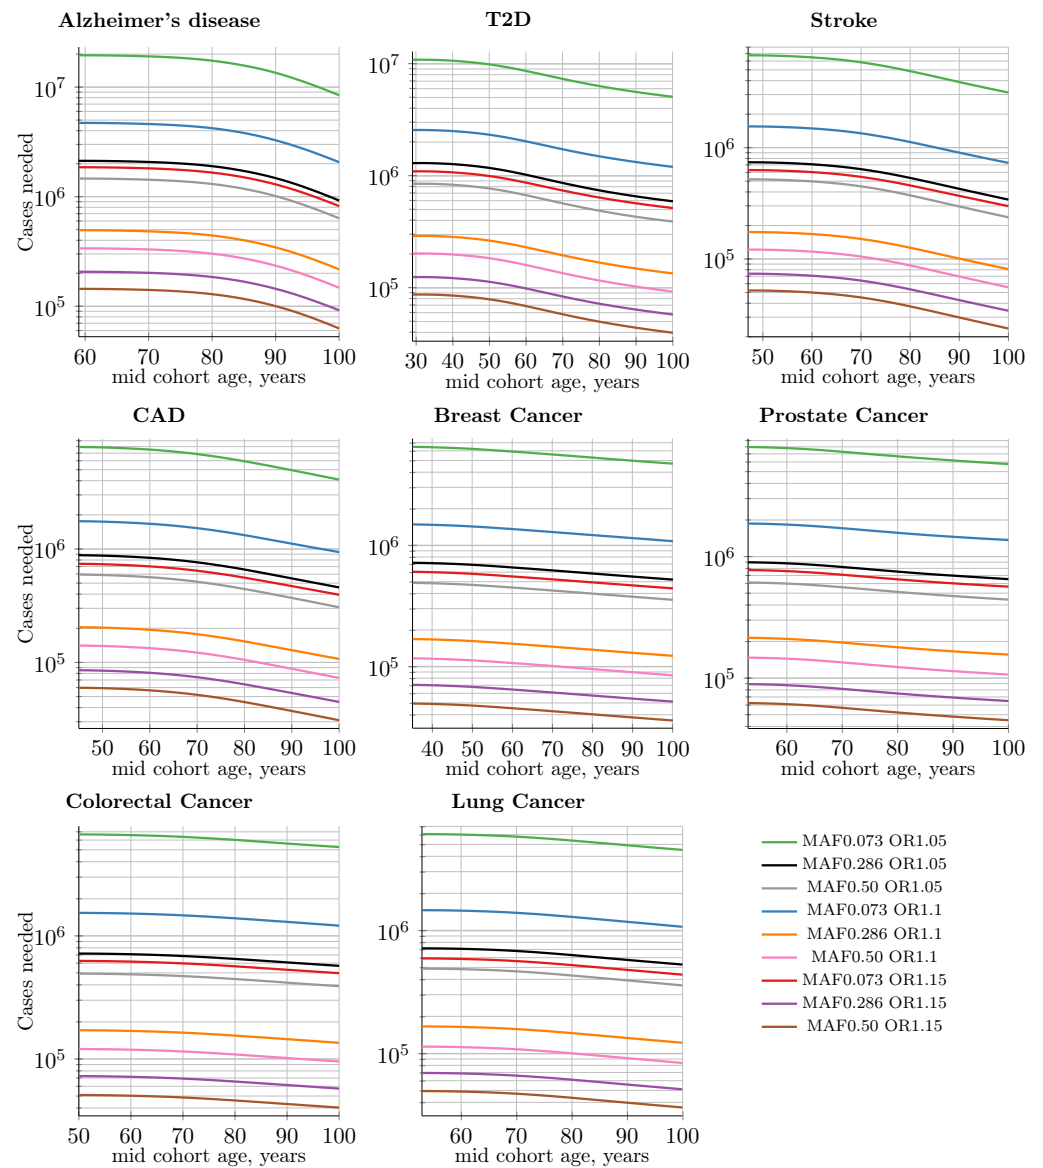 Alzheimer's disease
T2D
Stroke
10^7
10^6
10^5
Cases needed
60 70 80 90 100
mid cohort age, years
10^7
10^6
10^5
30 40 50 60 70 80 90 100
mid cohort age, years
10^6
10^5
50 60 70 80 90 100
mid cohort age, years
CAD
Breast Cancer
Prostate Cancer
10^6
10^5
Cases needed
50 60 70 80 90 100
mid cohort age, years
10^6
10^5
40 50 60 70 80 90 100
mid cohort age, years
10^6
10^5
60 70 80 90 100
mid cohort age, years
Colorectal Cancer
Lung Cancer
10^6
10^5
Cases needed
50 60 70 80 90 100
mid cohort age, years
10^6
10^5
60 70 80 90 100
mid cohort age, years
MAF0.073 OR1.05
MAF0.286 OR1.05
MAF0.50 OR1.05
MAF0.073 OR1.1
MAF0.286 OR1.1
MAF0.50 OR1.1
MAF0.073 OR1.15
MAF0.286 OR1.15
MAF0.50 OR1.15